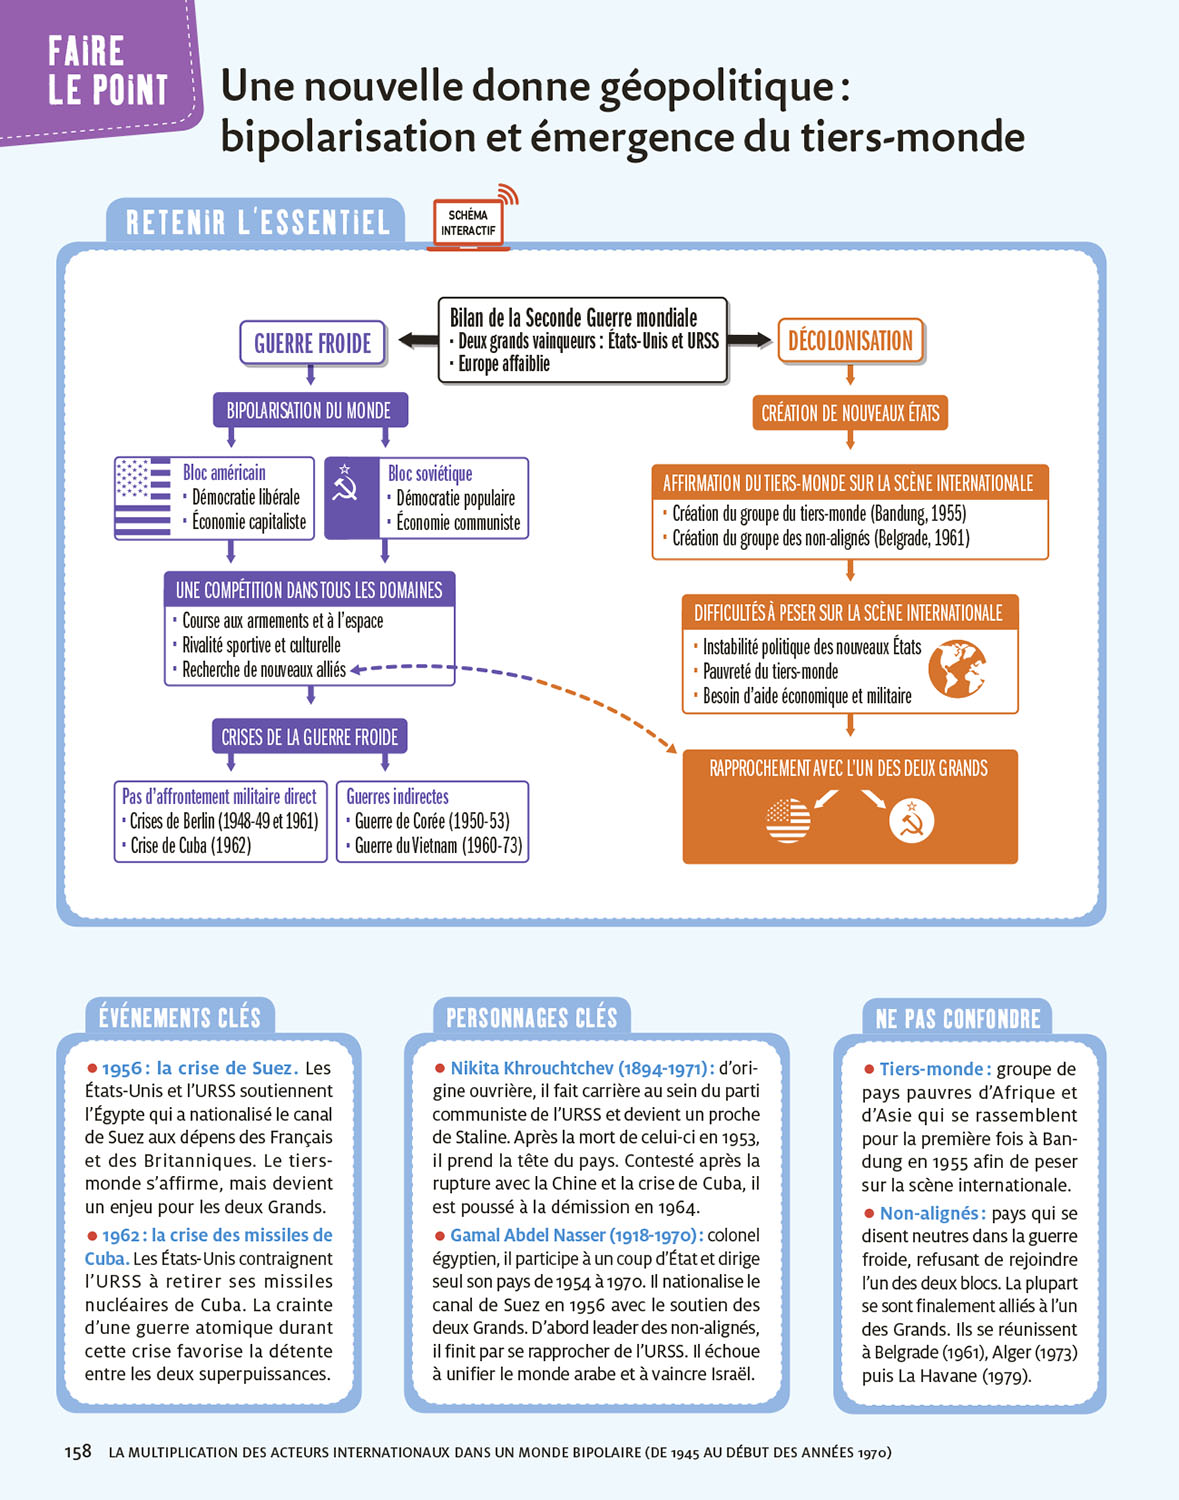 FAIRE
LE POINT
Une nouvelle donne géopolitique :
bipolarisation et émergence du tiers-monde
RETENIR L'ESSENTIEL
SCHÉMA
INTERACTIF
Bilan de la Seconde Guerre mondiale
· Deux grands vainqueurs : États-Unis et URSS
· Europe affaiblie
GUERRE FROIDE
BIPOLARISATION DU MONDE
Bloc américain
· Démocratie libérale
· Économie capitaliste
Bloc soviétique
· Démocratie populaire
· Économie communiste
UNE COMPÉTITION DANS TOUS LES DOMAINES
· Course aux armements et à l'espace
· Rivalité sportive et culturelle
· Recherche de nouveaux alliés
CRISES DE LA GUERRE FROIDE
Pas d'affrontement militaire direct
· Crises de Berlin (1948-49 et 1961)
· Crise de Cuba (1962)
Guerres indirectes
· Guerre de Corée (1950-53)
· Guerre du Vietnam (1960-73)
DÉCOLONISATION
CRÉATION DE NOUVEAUX ÉTATS
AFFIRMATION DU TIERS-MONDE SUR LA SCÈNE INTERNATIONALE
· Création du groupe du tiers-monde (Bandung, 1955)
· Création du groupe des non-alignés (Belgrade, 1961)
DIFFICULTÉS À PESER SUR LA SCÈNE INTERNATIONALE
· Instabilité politique des nouveaux États
· Pauvreté du tiers-monde
· Besoin d'aide économique et militaire
RAPPROCHEMENT AVEC L'UN DES DEUX GRANDS
ÉVÉNEMENTS CLÉS
• 1956 : la crise de Suez. Les
États-Unis et l'URSS soutiennent
l'Égypte qui a nationalisé le canal
de Suez aux dépens des Français
et des Britanniques. Le tiers-
monde s'affirme, mais devient
un enjeu pour les deux Grands.
• 1962 : la crise des missiles de
Cuba. Les États-Unis contraignent
l'URSS à retirer ses missiles
nucléaires de Cuba. La crainte
d'une guerre atomique durant
cette crise favorise la détente
entre les deux superpuissances.
PERSONNAGES CLÉS
• Nikita Khrouchtchev (1894-1971) : d'ori-
gine ouvrière, il fait carrière au sein du parti
communiste de l'URSS et devient un proche
de Staline. Après la mort de celui-ci en 1953,
il prend la tête du pays. Contesté après la
rupture avec la Chine et la crise de Cuba, il
est poussé à la démission en 1964.
• Gamal Abdel Nasser (1918-1970) : colonel
égyptien, il participe à un coup d'État et dirige
seul son pays de 1954 à 1970. Il nationalise le
canal de Suez en 1956 avec le soutien des
deux Grands. D'abord leader des non-alignés,
il finit par se rapprocher de l'URSS. Il échoue
à unifier le monde arabe et à vaincre Israël.
NE PAS CONFONDRE
• Tiers-monde : groupe de
pays pauvres d'Afrique et
d'Asie qui se rassemblent
pour la première fois à Ban-
dung en 1955 afin de peser
sur la scène internationale.
• Non-alignés : pays qui se
disent neutres dans la guerre
froide, refusant de rejoindre
l'un des deux blocs. La plupart
se sont finalement alliés à l'un
des Grands. Ils se réunissent
à Belgrade (1961), Alger (1973)
puis La Havane (1979).
158 LA MULTIPLICATION DES ACTEURS INTERNATIONAUX DANS UN MONDE BIPOLAIRE (DE 1945 AU DÉBUT DES ANNÉES 1970)